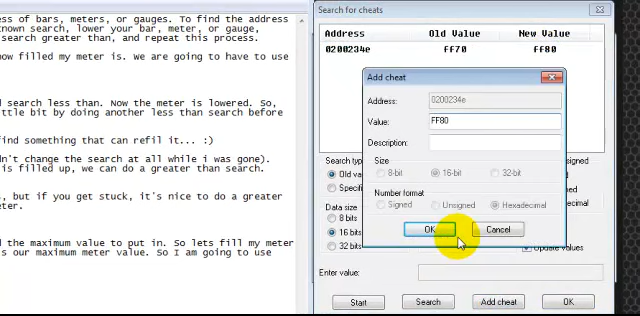 ess of bars, meters, or gauges. To find the address
known search, lower your bar, meter, or gauge,
search greater than, and repeat this process.
how filled my meter is. we are going to have to use
d search less than. Now the meter is lowered. So,
ittle bit by doing another less than search before
find something that can refil it... :)
dn't change the search at all while i was gone).
is filled up, we can do a greater than search.
s, but if you get stuck, it's nice to do a greater
eter.
d the maximum value to put in. So lets fill my meter
s our maximum meter value. So I am going to use
Search for cheats
Address Old Value New Value
0200234e FF70 FF80
Add cheat
Address: 0200234e
Value: FF80
Description:
Size
8-bit 16-bit 32-bit
Number format
Signed Unsigned Hexadecimal
OK Cancel
Search type
Old va
Specifi
Data size
8 bits
16 bits
32 bits
igned
Update values
Enter value:
Start Search Add cheat OK